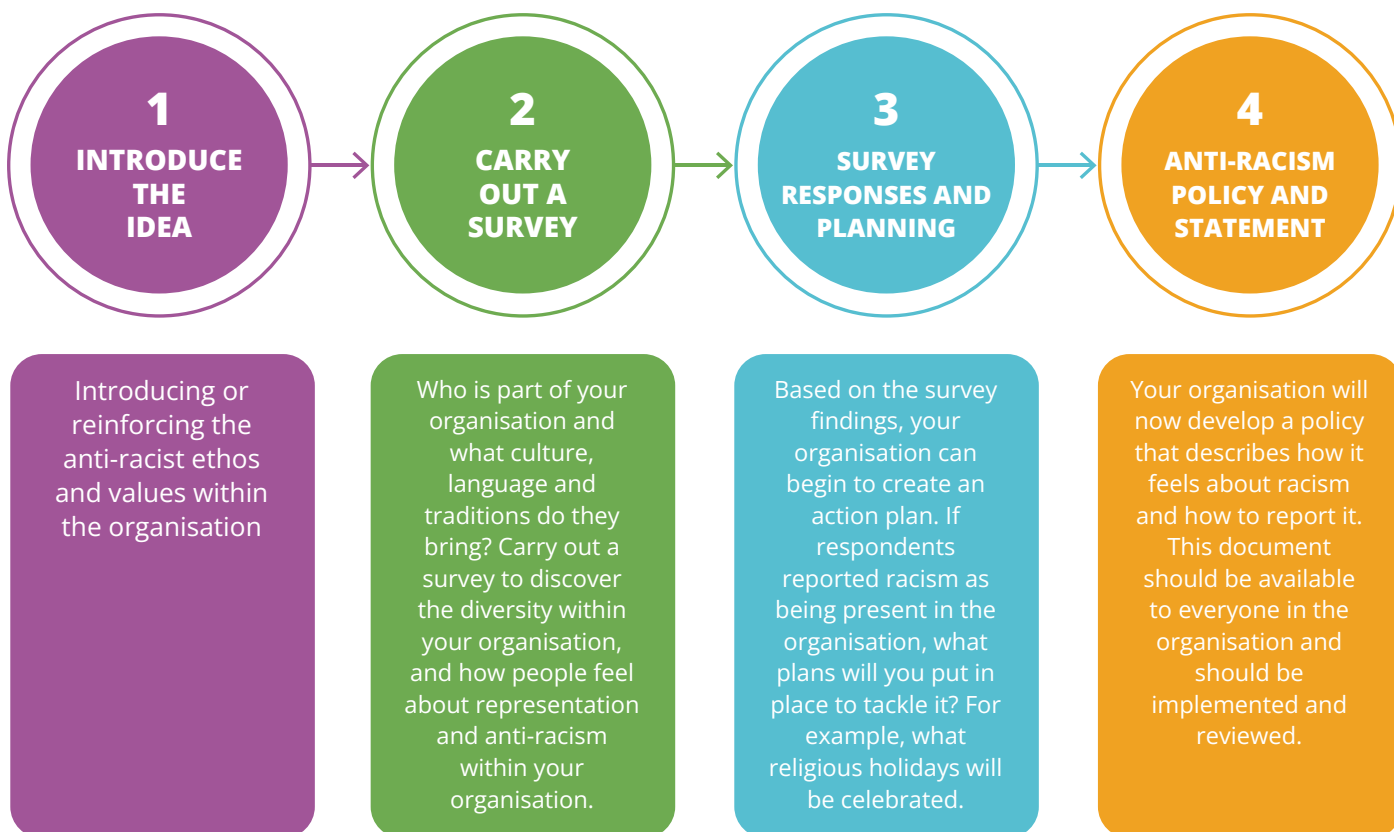 1
INTRODUCE
THE
IDEA
2
CARRY
OUT A
SURVEY
3
SURVEY
RESPONSES AND
PLANNING
4
ANTI-RACISM
POLICY AND
STATEMENT
Introducing or
reinforcing the
anti-racist ethos
and values within
the organisation
Who is part of your
organisation and
what culture,
language and
traditions do they
bring? Carry out a
survey to discover
the diversity within
your organisation,
and how people feel
about representation
and anti-racism
within your
organisation.
Based on the survey
findings, your
organisation can
begin to create an
action plan. If
respondents
reported racism as
being present in the
organisation, what
plans will you put in
place to tackle it? For
example, what
religious holidays will
be celebrated.
Your organisation will
now develop a policy
that describes how it
feels about racism
and how to report it.
This document
should be available
to everyone in the
organisation and
should be
implemented and
reviewed.